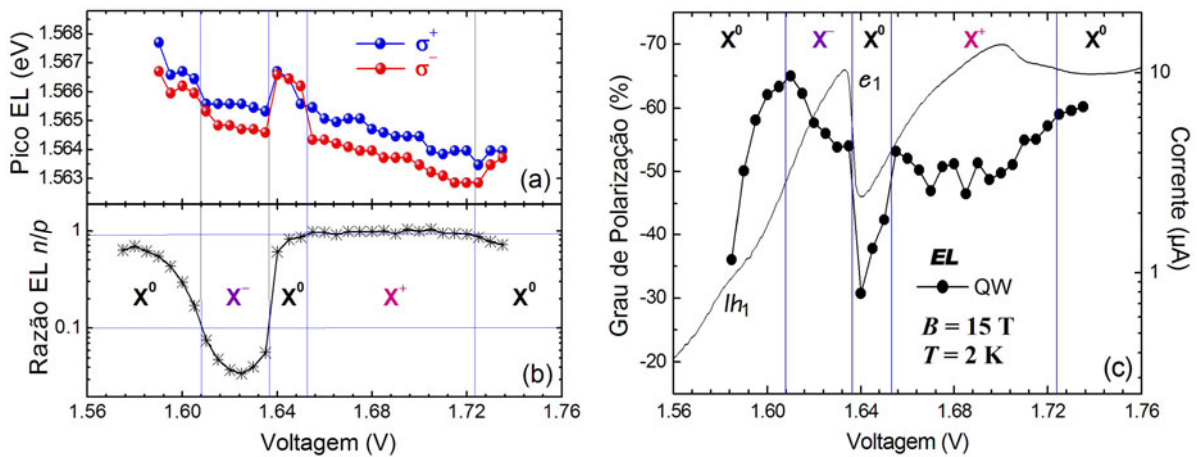 1.568
1.567
1.566
1.565
1.564
1.563
Pico EL (eV)
σ+
σ−
(a)
1
0.1
Razão EL n/p
X0
X−
X0
X+
X0
(b)
1.56 1.60 1.64 1.68 1.72 1.76
Voltagem (V)
X0 X− X0 X+ X0
-70
-60
-50
-40
-30
-20
Grau de Polarização (%)
e1
lh1
EL
QW
B = 15 T
T = 2 K
(c)
10
1
Corrente (µA)
1.56 1.60 1.64 1.68 1.72 1.76
Voltagem (V)